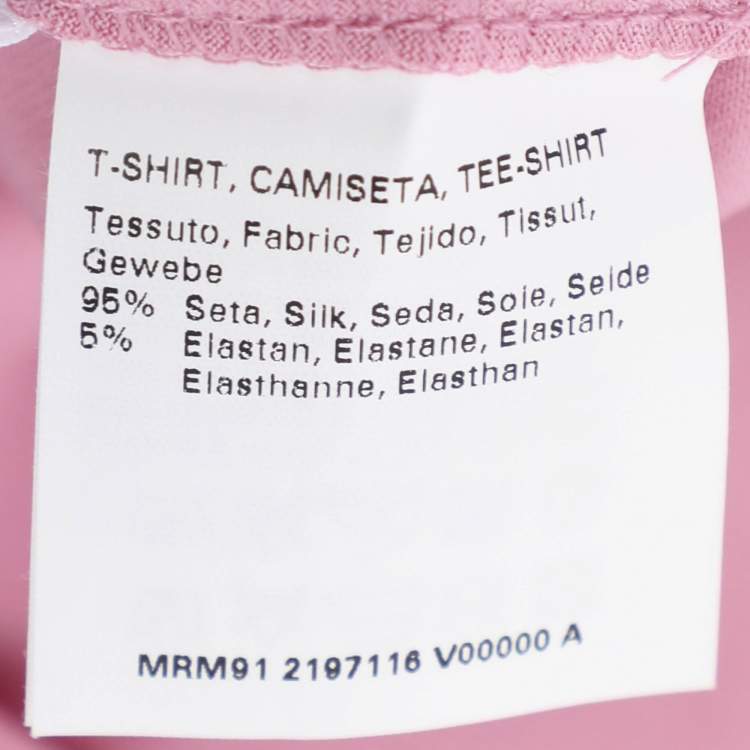 T-SHIRT, CAMISETA, TEE-SHIRT
Tessuto, Fabric, Tejido, Tissut,
Gewebe
95% Seta, Silk, Seda, Soie, Seide
5% Elastan, Elastane, Elastan,
Elasthanne, Elasthan
MRM91 2197116 V00000 A